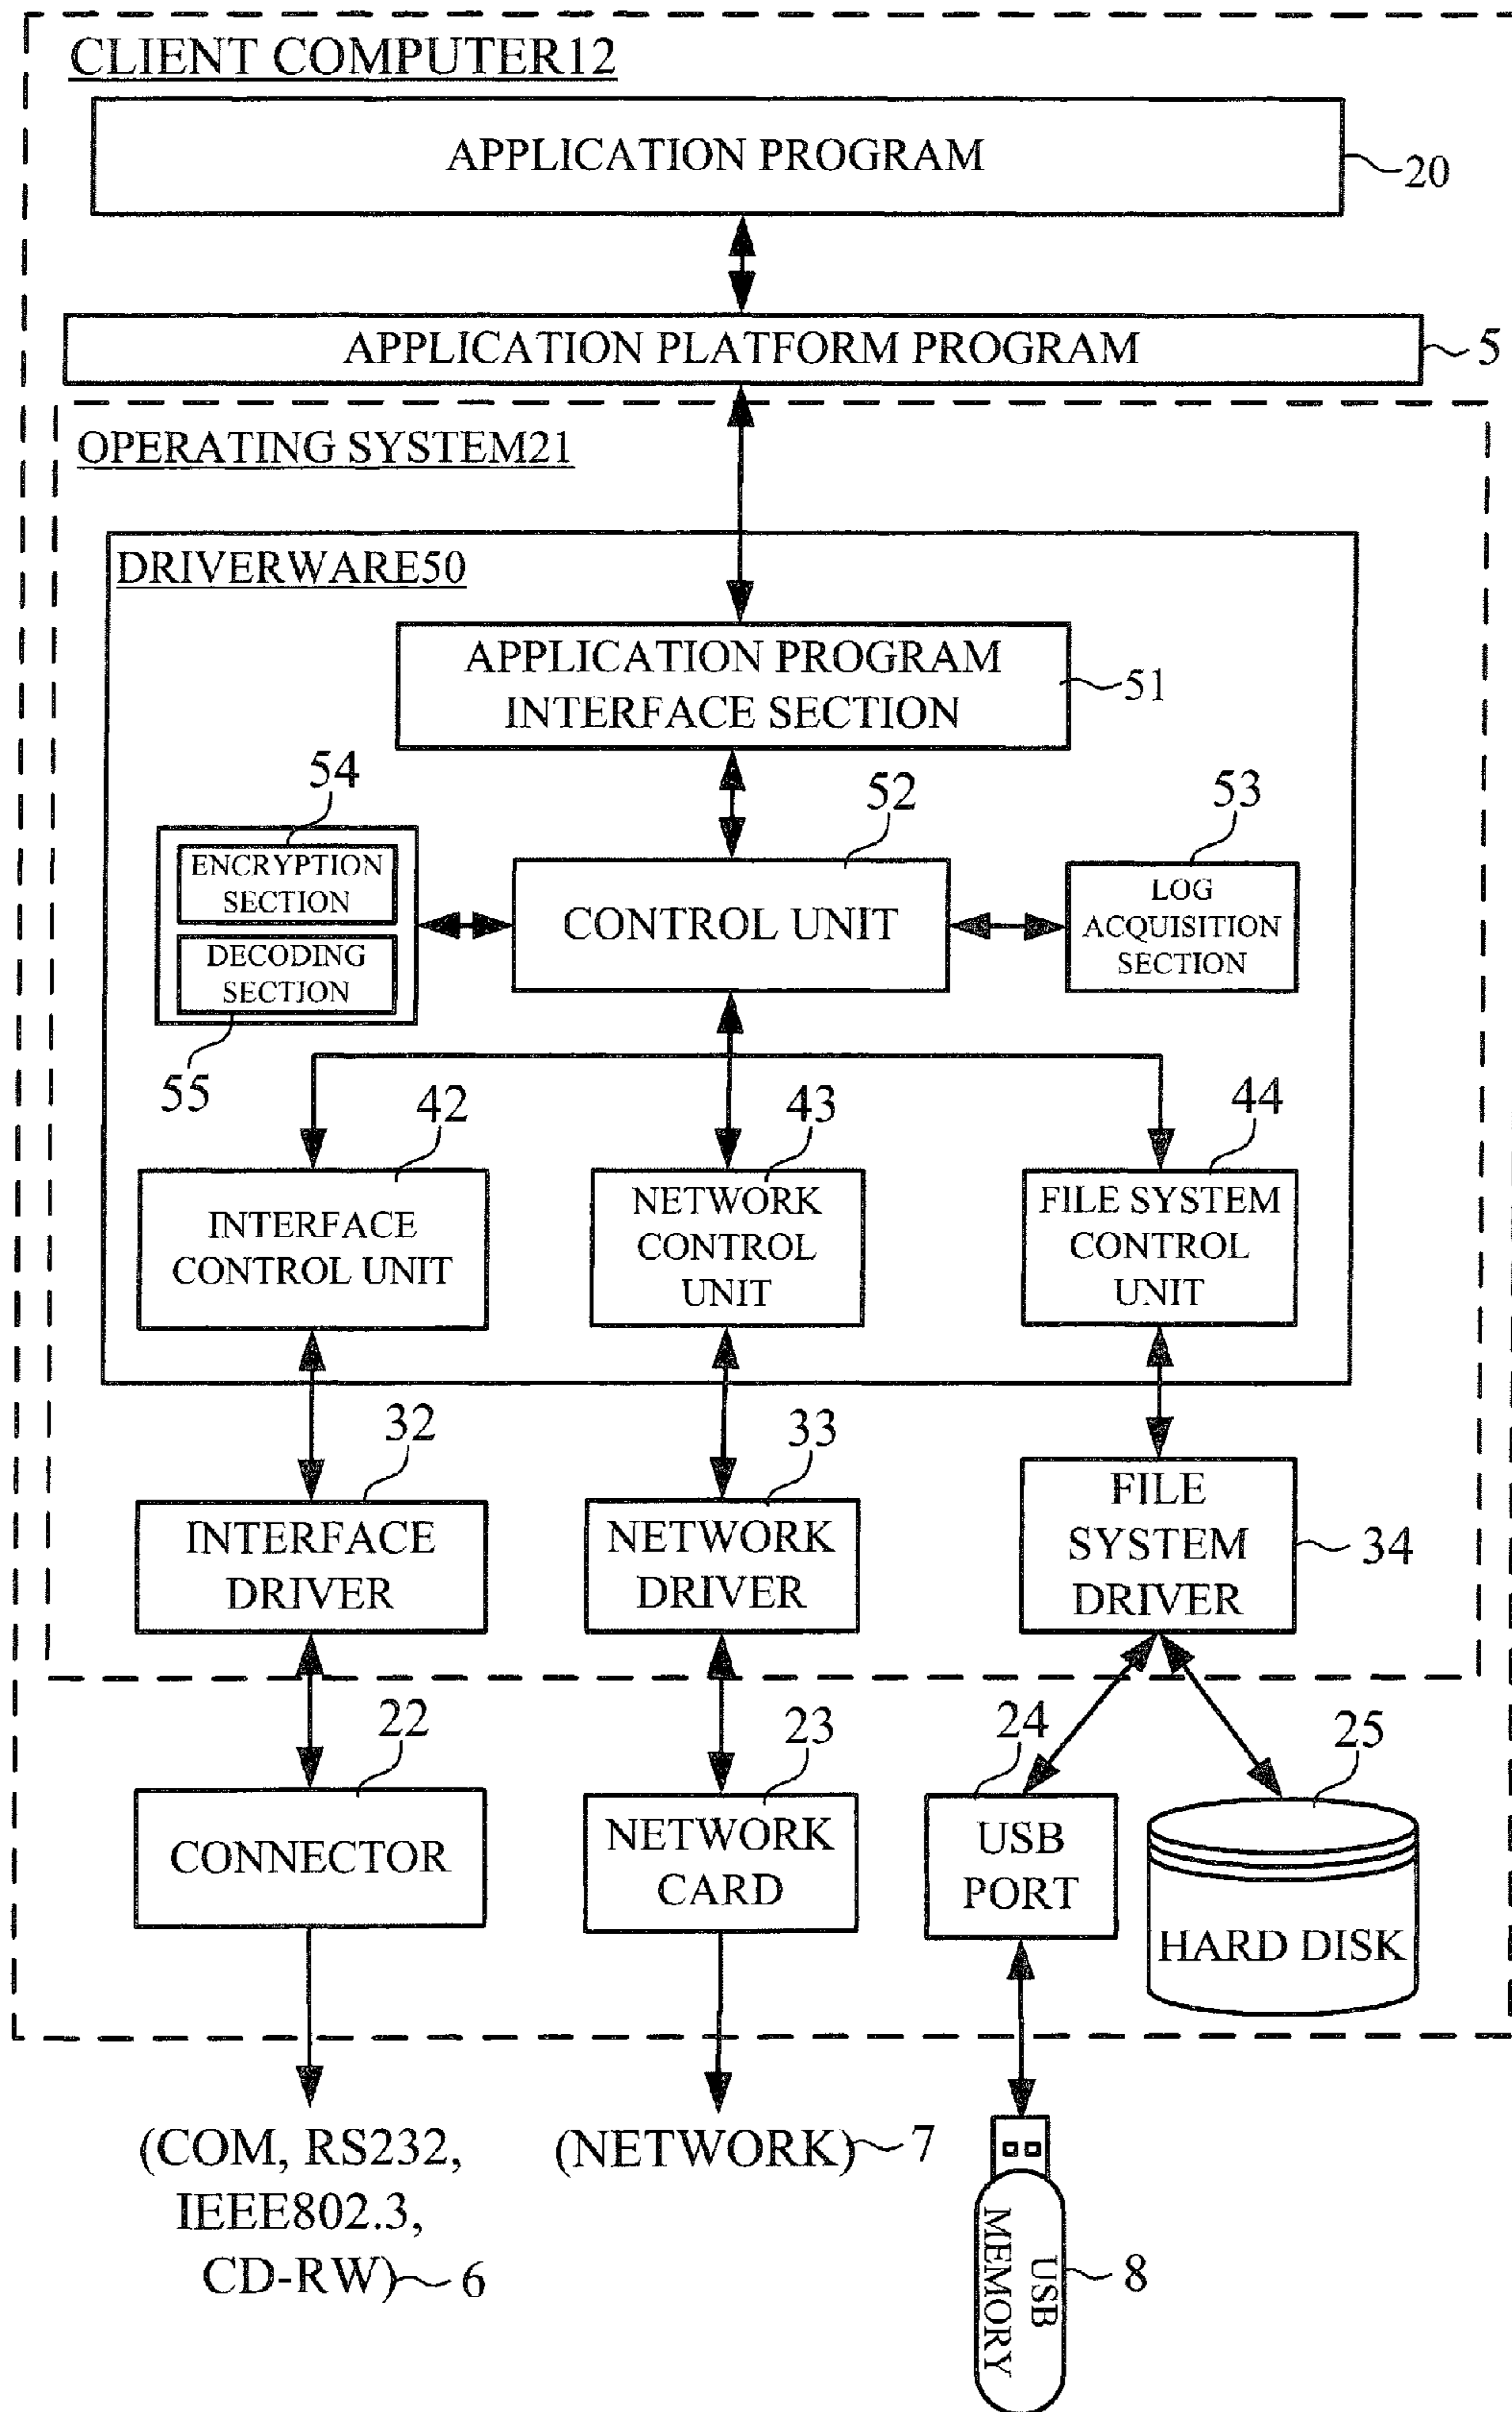 CLIENT COMPUTER12
APPLICATION PROGRAM
20
APPLICATION PLATFORM PROGRAM
5
OPERATING SYSTEM21
DRIVERWARE50
APPLICATION PROGRAM
INTERFACE SECTION
51
54
52
53
ENCRYPTION
SECTION
DECODING
SECTION
CONTROL UNIT
LOG
ACQUISITION
SECTION
55
42
43
44
INTERFACE
CONTROL UNIT
NETWORK
CONTROL
UNIT
FILE SYSTEM
CONTROL
UNIT
32
33
INTERFACE
DRIVER
NETWORK
DRIVER
FILE
SYSTEM
DRIVER
34
22
23
24
25
CONNECTOR
NETWORK
CARD
USB
PORT
HARD DISK
(COM, RS232,
IEEE802.3,
CD-RW)
6
(NETWORK)
7
USB
MEMORY
8